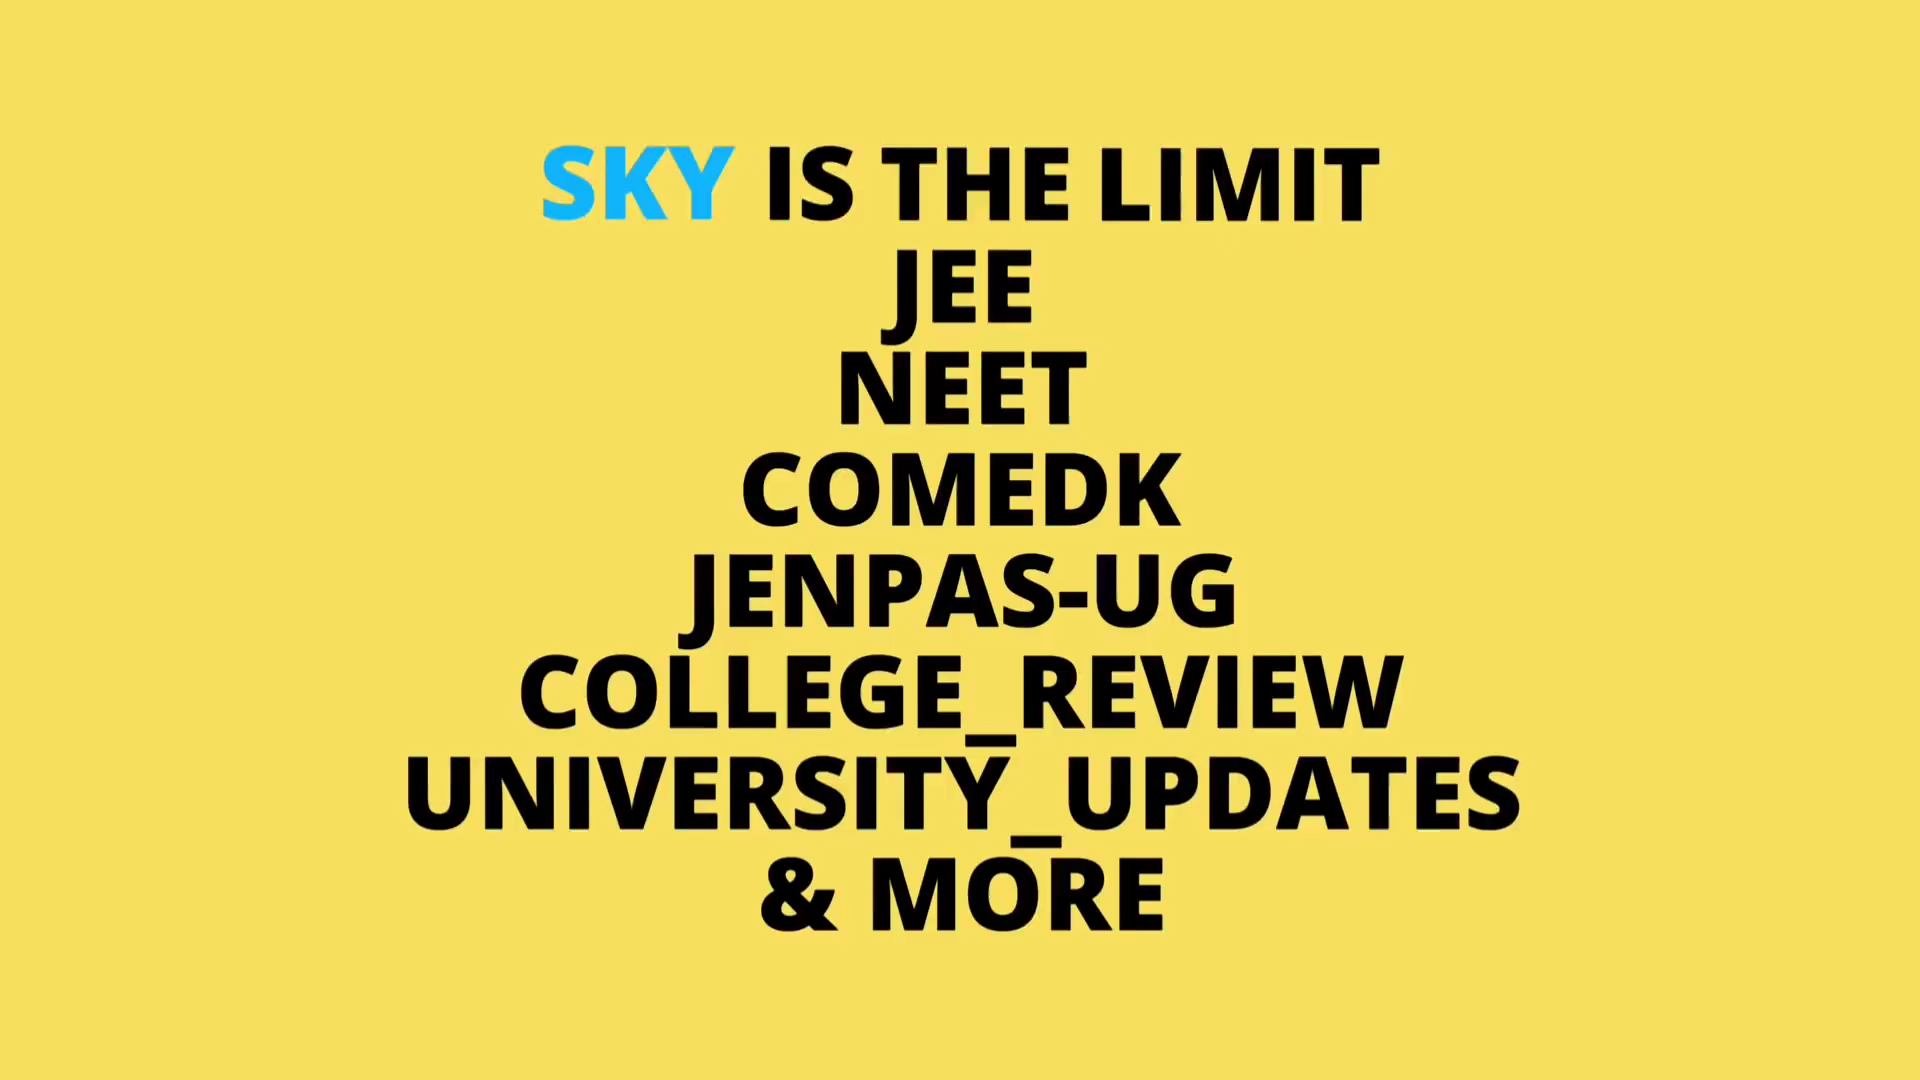 SKY IS THE LIMIT
JEE
NEET
COMEDK
JENPAS-UG
COLLEGE_REVIEW
UNIVERSITY_UPDATES
& MORE